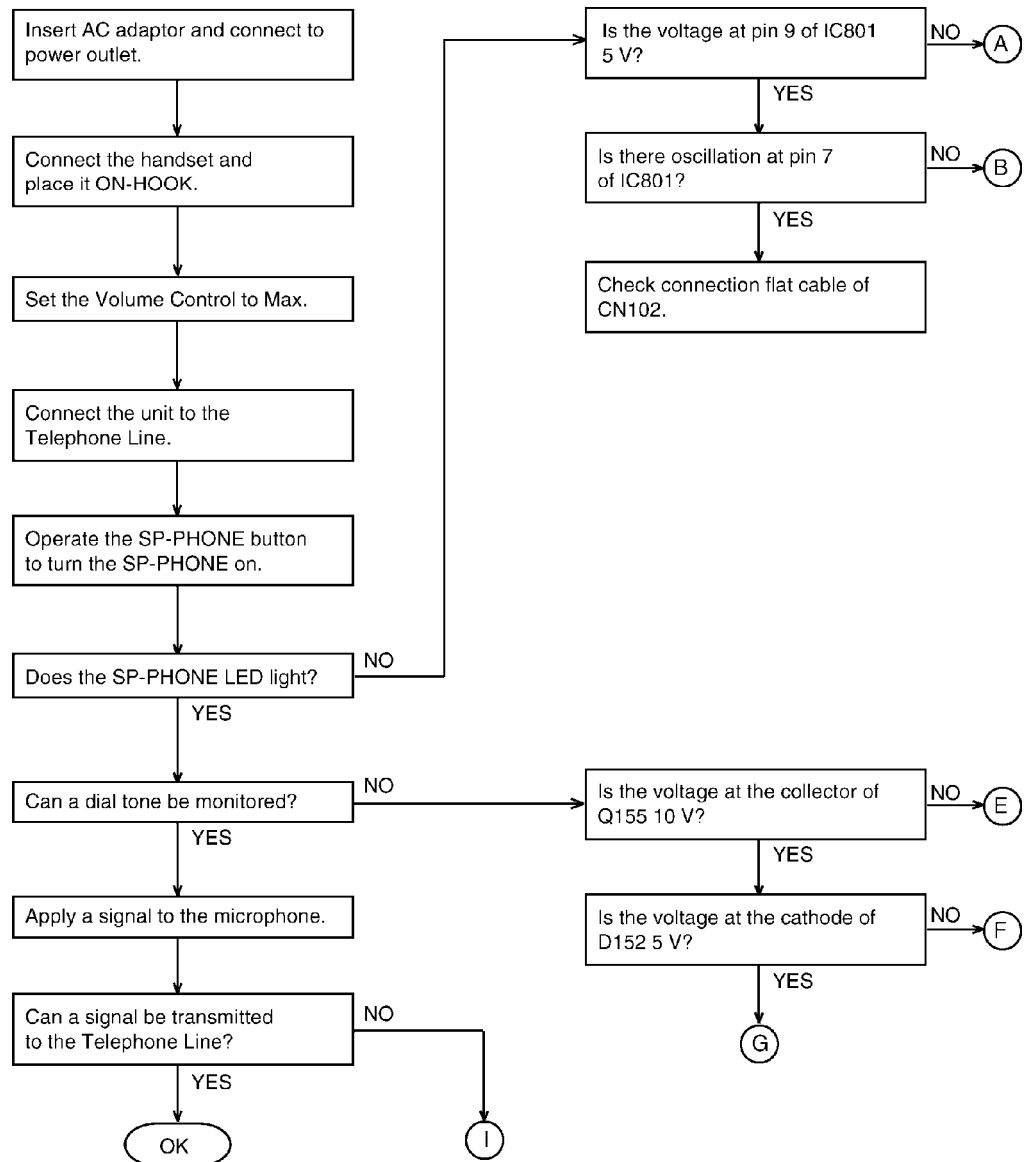 Insert AC adaptor and connect to
power outlet.
Connect the handset and
place it ON-HOOK.
Set the Volume Control to Max.
Connect the unit to the
Telephone Line.
Operate the SP-PHONE button
to turn the SP-PHONE on.
Does the SP-PHONE LED light?
NO
YES
Can a dial tone be monitored?
NO
YES
Apply a signal to the microphone.
Can a signal be transmitted
to the Telephone Line?
NO
YES
OK
I
Is the voltage at pin 9 of IC801
5 V?
NO
A
YES
Is there oscillation at pin 7
of IC801?
NO
B
YES
Check connection flat cable of
CN102.
Is the voltage at the collector of
Q155 10 V?
NO
E
YES
Is the voltage at the cathode of
D152 5 V?
NO
F
YES
G